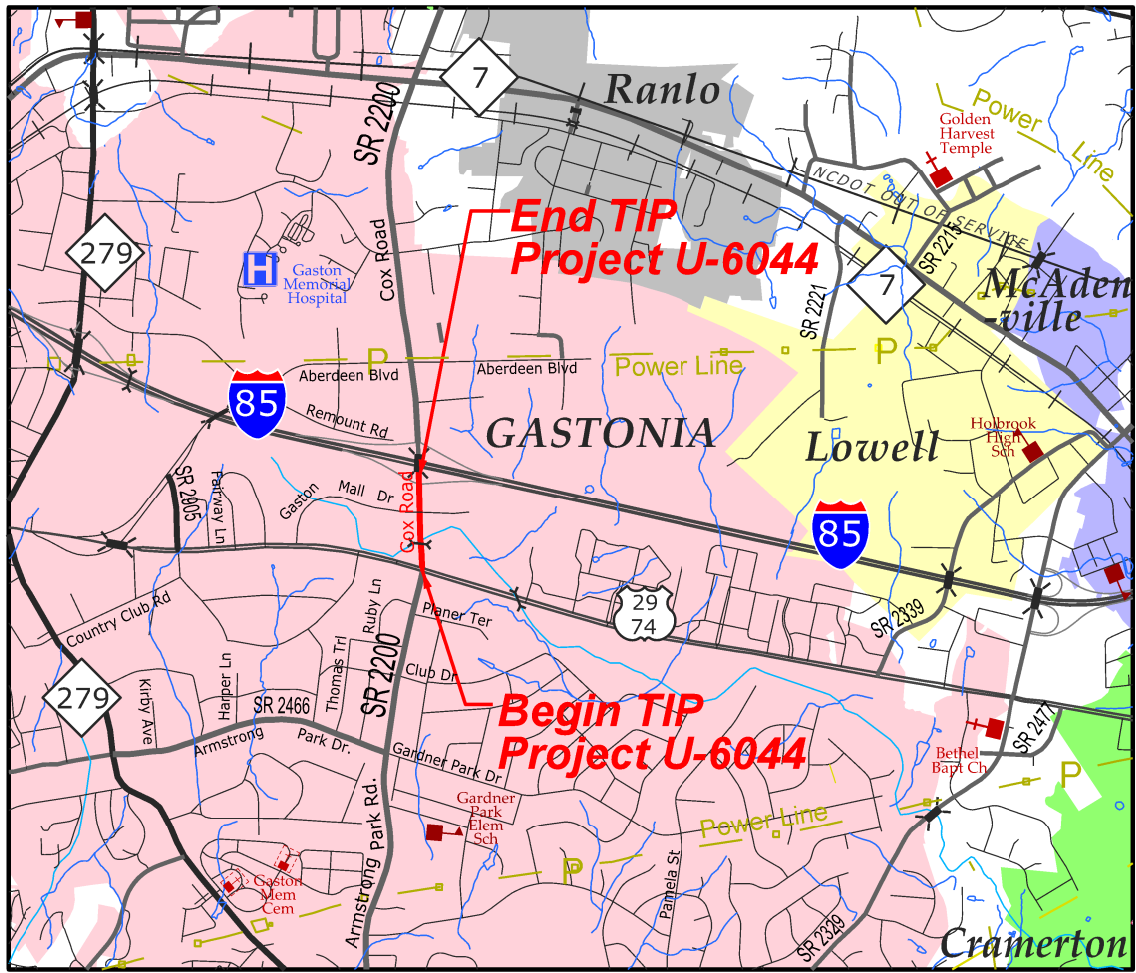 7
Ranlo
SR 2200
Power
Line
Golden
Harvest
Temple
NCDOT OUT OF SERVICE
End TIP
Project U-6044
SR 2215
279
H
Gaston
Memorial
Hospital
Cox Road
7
McAden
-ville
SR 2221
P
P
Power Line
Aberdeen Blvd
Aberdeen Blvd
85
Remount Rd
GASTONIA
Lowell
Holbrook
High
Sch
SR 2005
Fairway Ln
Gaston
Mall Dr
Cox Road
85
29
74
Country Club Rd
Ruby Ln
Planer Ter
SR 2339
Harper Ln
Thomas Trl
SR 2200
Club Dr
279
Kirby Ave
SR 2466
Armstrong
Park Dr.
Begin TIP
Project U-6044
Gardner Park Dr
SR 2477
Bethel
Bapt Ch
P
Gardner
Park
Elem
Sch
Power Line
Armstrong Park Rd.
P
Gaston
Mem
Cem
Pamela St
SR 2329
Cramerton